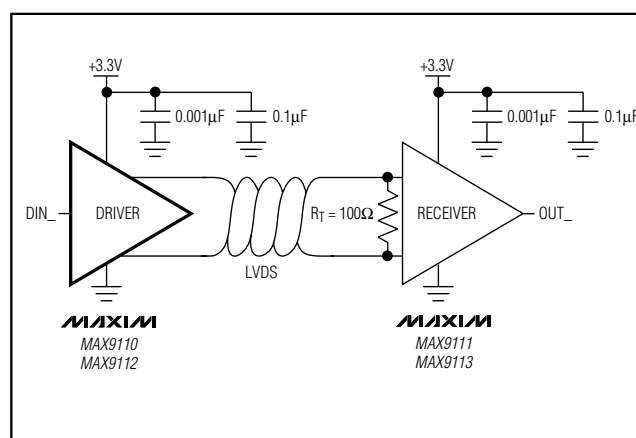 +3.3V
0.001µF
0.1µF
DIN_
DRIVER
LVDS
RT = 100Ω
+3.3V
0.001µF
0.1µF
RECEIVER
OUT_
MAXIM
MAX9110
MAX9112
MAXIM
MAX9111
MAX9113